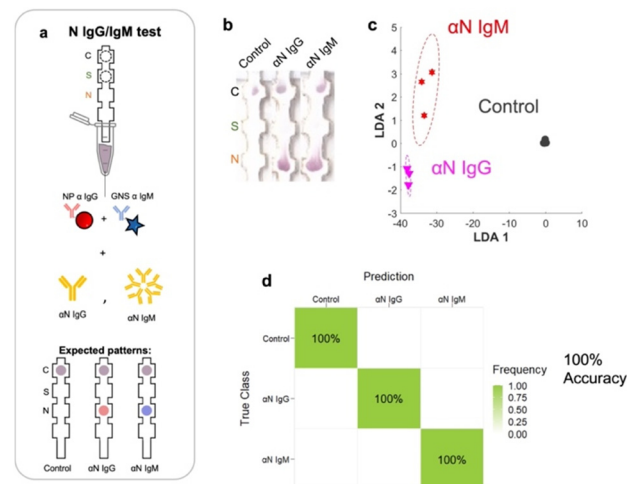 a
N IgG/IgM test
C
S
N
NP α IgG
GNS α IgM
+
+
αN IgG
,
αN IgM
Expected patterns:
C
S
N
Control
αN IgG
αN IgM
b
Control
αN IgG
αN IgM
C
S
N
c
αN IgM
Control
αN IgG
LDA 2
5
4
3
2
1
0
-1
-2
-3
-40
-30
-20
-10
0
10
LDA 1
d
Prediction
Control
αN IgG
αN IgM
True Class
Control
100%
αN IgG
100%
αN IgM
100%
Frequency
1.00
0.75
0.50
0.25
0.00
100%
Accuracy